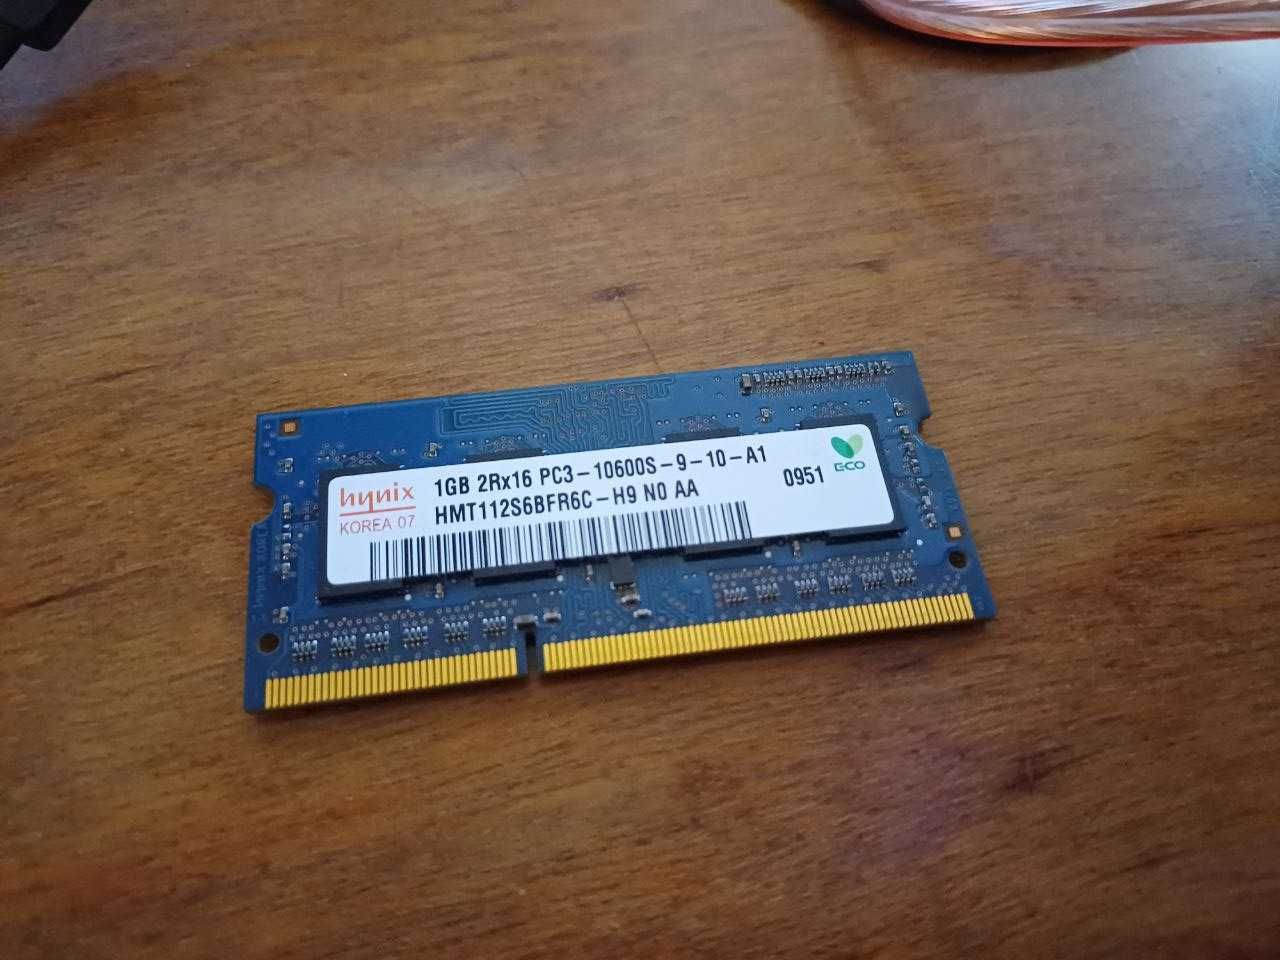 hynix
KOREA 07
1GB 2Rx16 PC3-10600S-9-10-A1
HMT112S6BFR6C-H9 N0 AA
0951
ECO